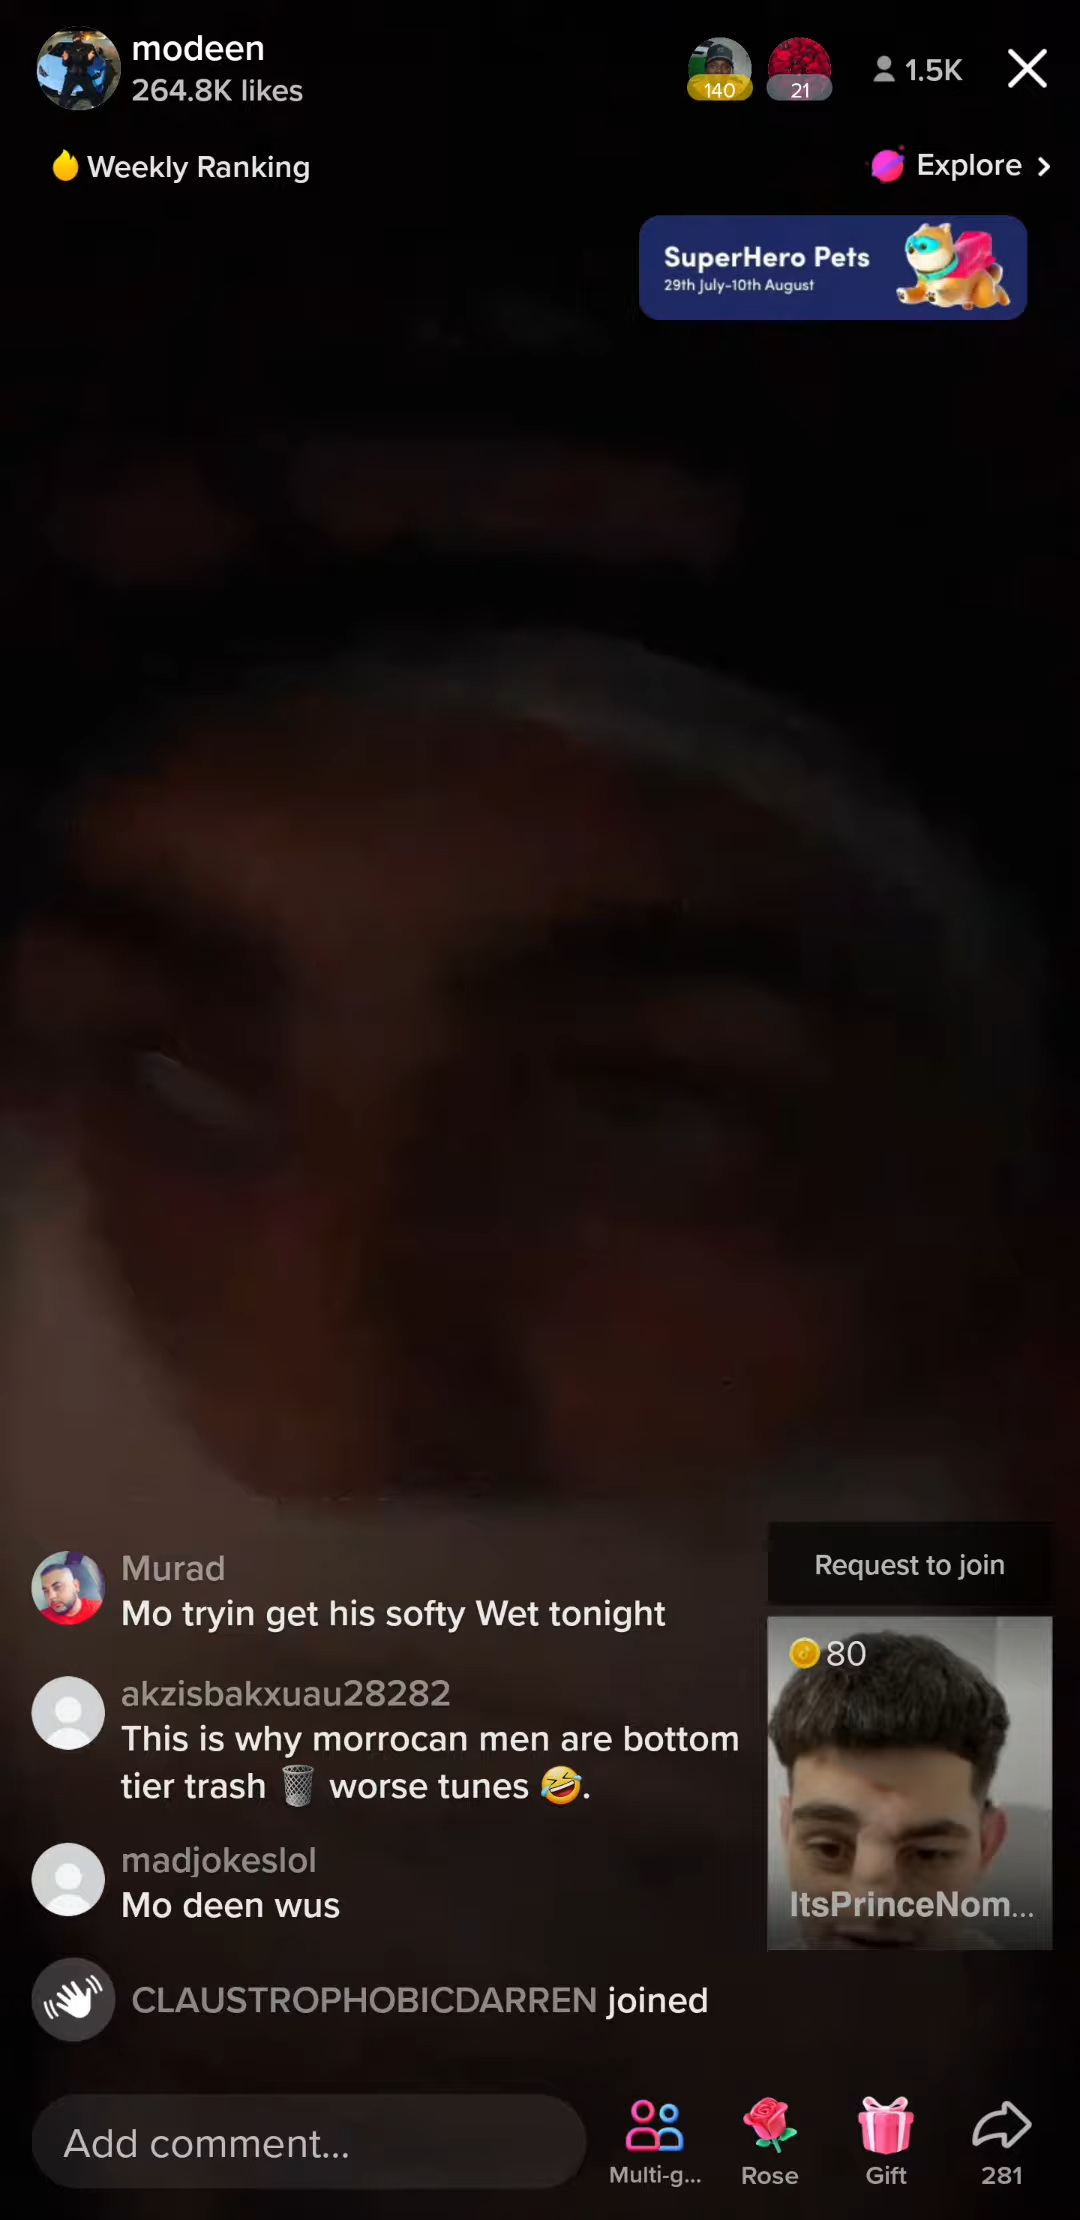 modeen
264.8K likes
140
21
1.5K
Weekly Ranking
Explore
SuperHero Pets
29th July-10th August
Murad
Mo tryin get his softy Wet tonight
akzisbakxuau28282
This is why morrocan men are bottom
tier trash 🗑️ worse tunes 🤣.
madjokeslol
Mo deen wus
CLAUSTROPHOBICDARREN joined
Request to join
80
ItsPrinceNom...
Add comment...
Multi-g...
Rose
Gift
281